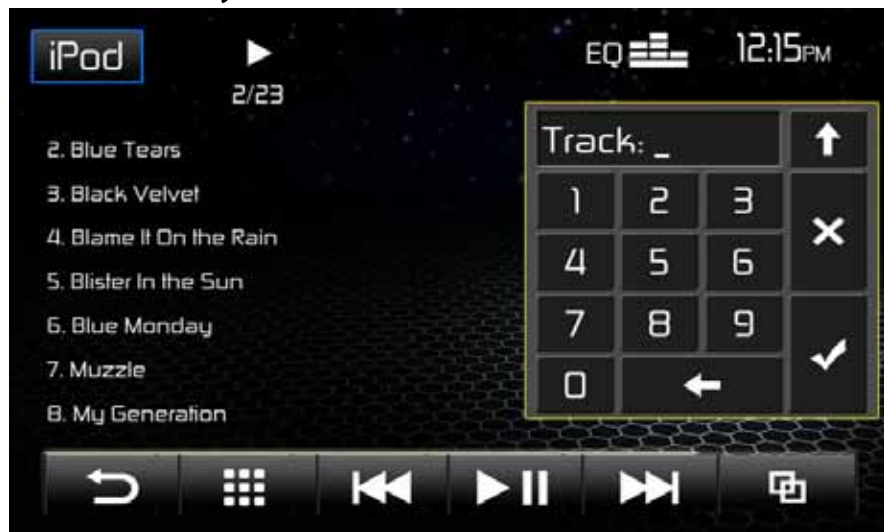 iPod
2/23
EQ
12:15PM
2. Blue Tears
3. Black Velvet
4. Blame It On the Rain
5. Blister In the Sun
6. Blue Monday
7. Muzzle
8. My Generation
Track: _
1 2 3
4 5 6
7 8 9
0